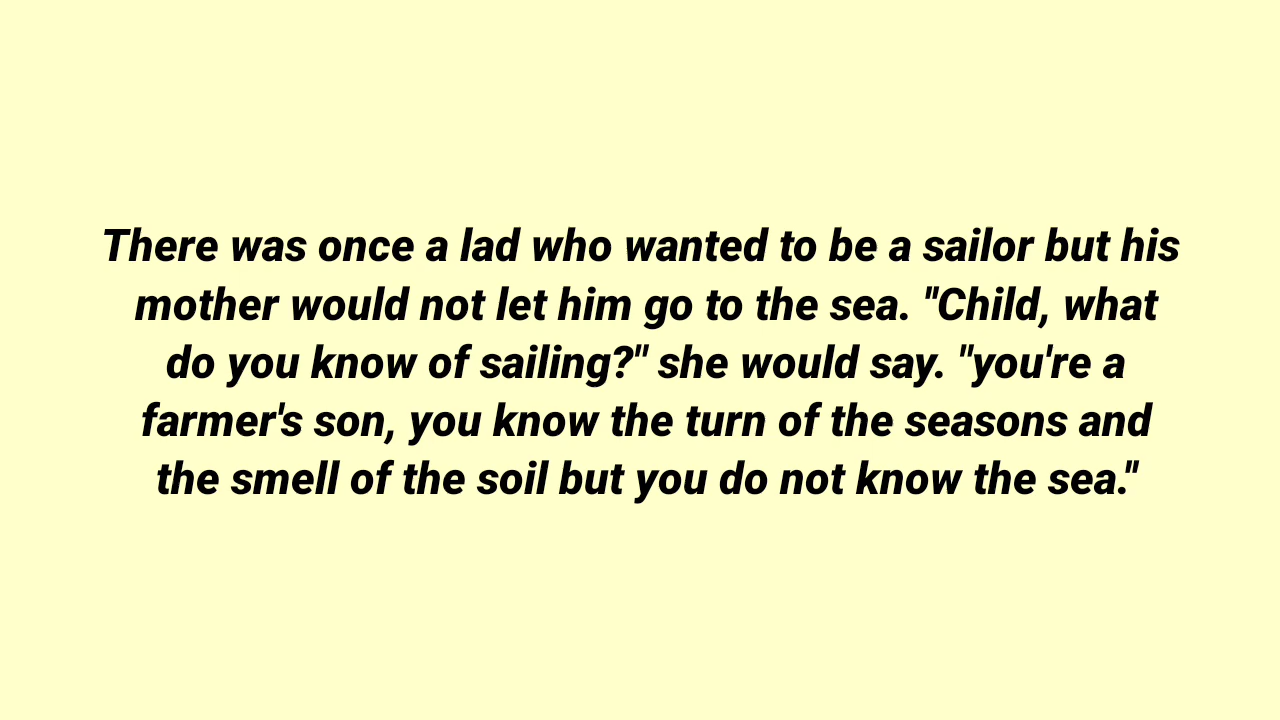 There was once a lad who wanted to be a sailor but his
mother would not let him go to the sea. "Child, what
do you know of sailing?" she would say. "you're a
farmer's son, you know the turn of the seasons and
the smell of the soil but you do not know the sea."